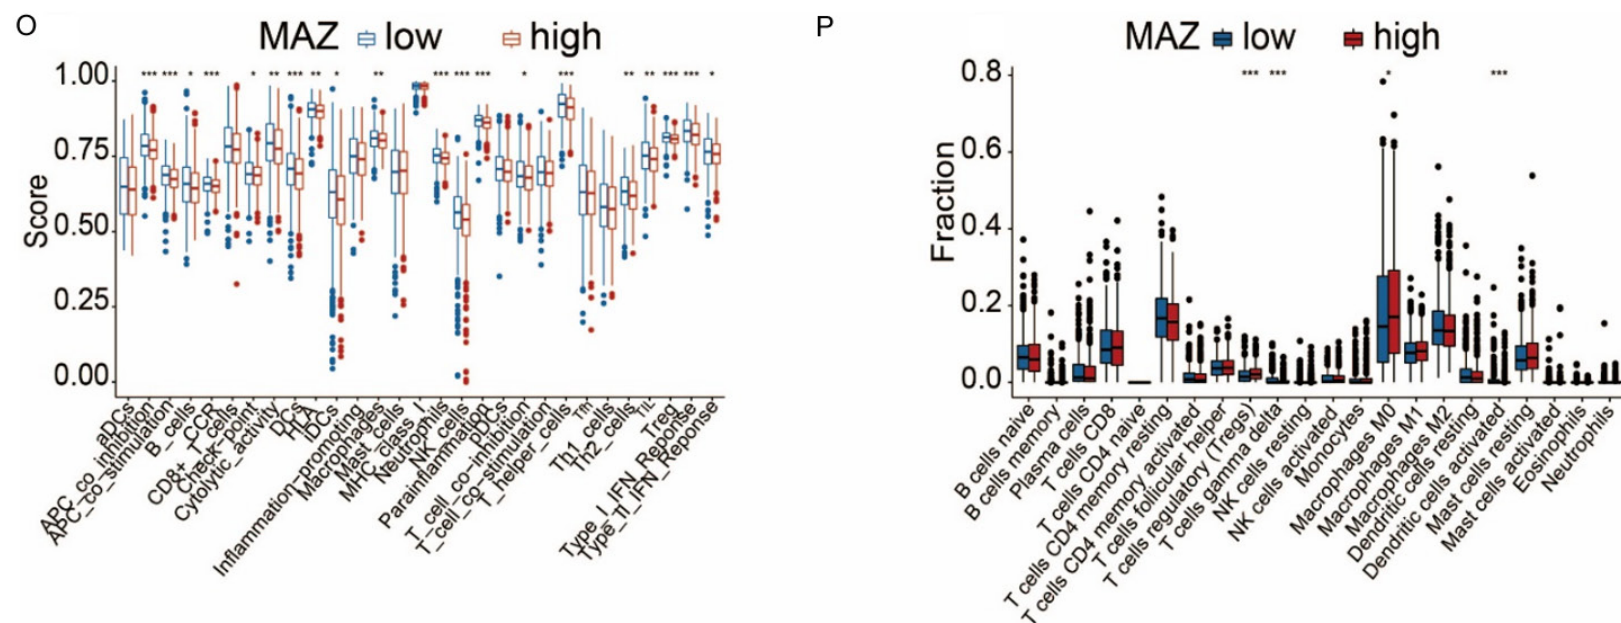 O
MAZ low high
*** *** * *** * ** *** ** * ** *** *** *** * *** ** ** *** *** *
Score
1.00
0.75
0.50
0.25
0.00
aDCs
APC_co_inhibition
APC_co_stimulation
B_cells
CCR
CD8+_T_cells
Check-point
Cytolytic_activity
DCs
HLA
iDCs
Inflammation-promoting
Macrophages
Mast_cells
MHC_class_I
Neutrophils
NK_cells
Parainflammation
pDCs
T_cell_co-inhibition
T_cell_co-stimulation
T_helper_cells
Tfh
Th1_cells
Th2_cells
TIL
Treg
Type_I_IFN_Reponse
Type_II_IFN_Reponse
P
MAZ low high
*** *** * ***
Fraction
0.8
0.6
0.4
0.2
0.0
B cells naive
B cells memory
Plasma cells
T cells CD8
T cells CD4 naive
T cells CD4 memory resting
T cells CD4 memory activated
T cells follicular helper
T cells regulatory (Tregs)
T cells gamma delta
NK cells resting
NK cells activated
Monocytes
Macrophages M0
Macrophages M1
Macrophages M2
Dendritic cells resting
Dendritic cells activated
Mast cells resting
Mast cells activated
Eosinophils
Neutrophils